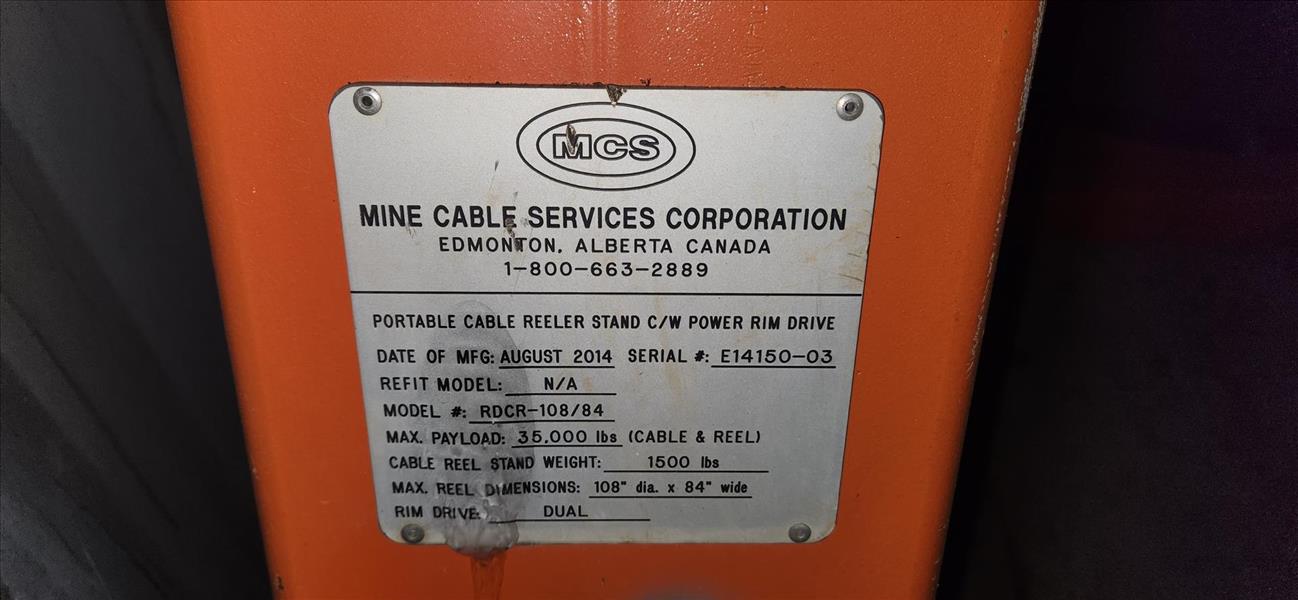 MCS
MINE CABLE SERVICES CORPORATION
EDMONTON, ALBERTA CANADA
1-800-663-2889
PORTABLE CABLE REELER STAND C/W POWER RIM DRIVE
DATE OF MFG: AUGUST 2014 SERIAL #: E14150-03
REFIT MODEL: N/A
MODEL #: RDCR-108/84
MAX. PAYLOAD: 35,000 lbs (CABLE & REEL)
CABLE REEL STAND WEIGHT: 1500 lbs
MAX. REEL DIMENSIONS: 108" dia. x 84" wide
RIM DRIVE: DUAL